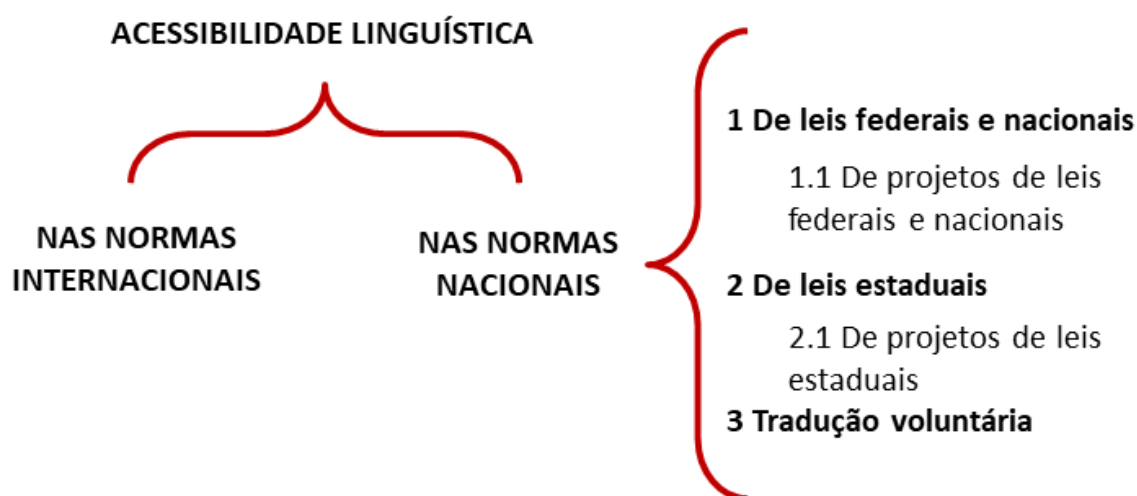 ACESSIBILIDADE LINGUÍSTICA
NAS NORMAS
INTERNACIONAIS
NAS NORMAS
NACIONAIS
1 De leis federais e nacionais
1.1 De projetos de leis
federais e nacionais
2 De leis estaduais
2.1 De projetos de leis
estaduais
3 Tradução voluntária